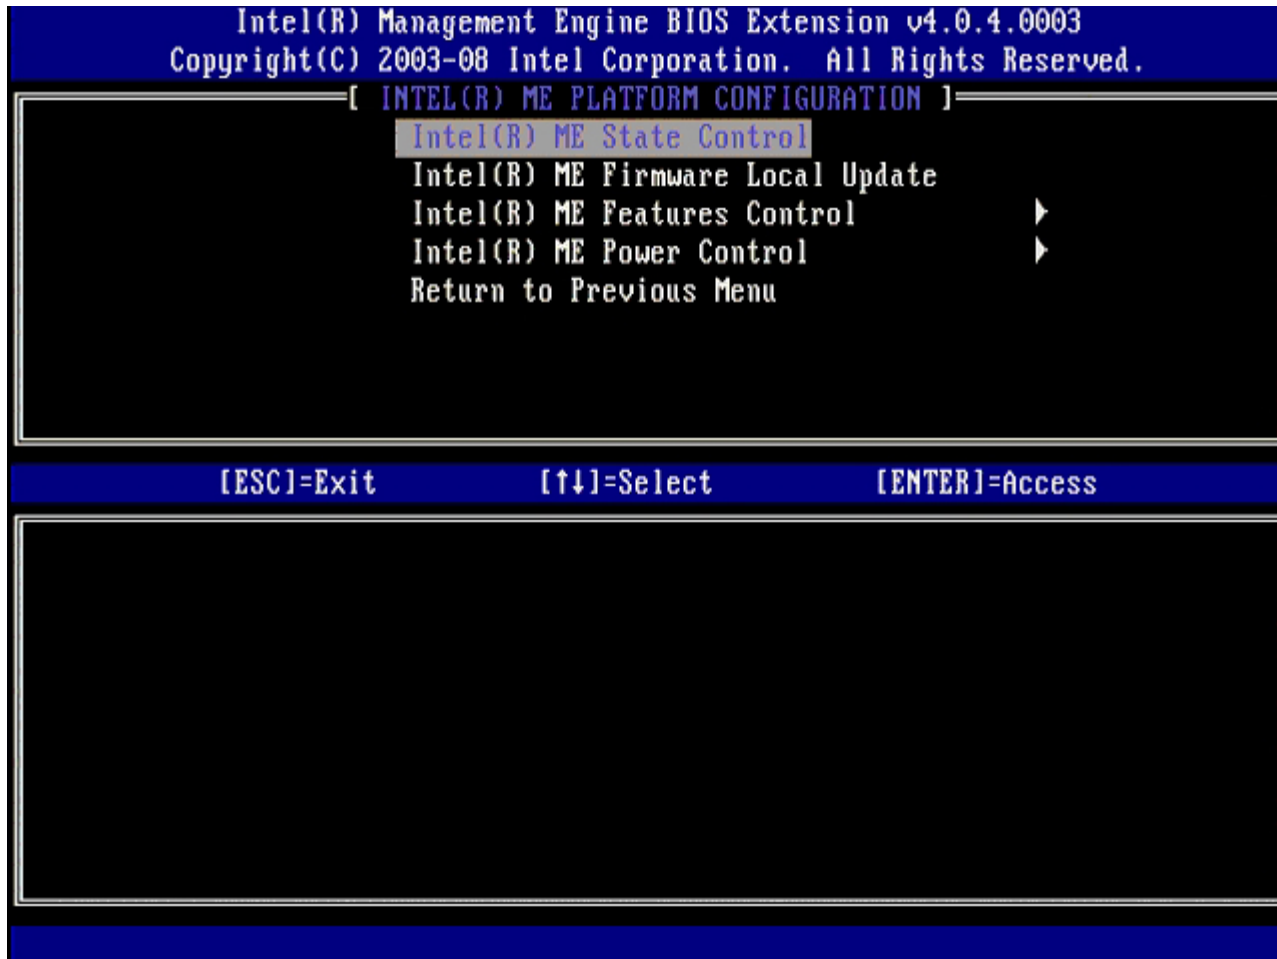 Intel(R) Management Engine BIOS Extension v4.0.4.0003
Copyright(C) 2003-08 Intel Corporation.  All Rights Reserved.
[ INTEL(R) ME PLATFORM CONFIGURATION ]
Intel(R) ME State Control
Intel(R) ME Firmware Local Update
Intel(R) ME Features Control ►
Intel(R) ME Power Control ►
Return to Previous Menu
[ESC]=Exit [↑↓]=Select [ENTER]=Access